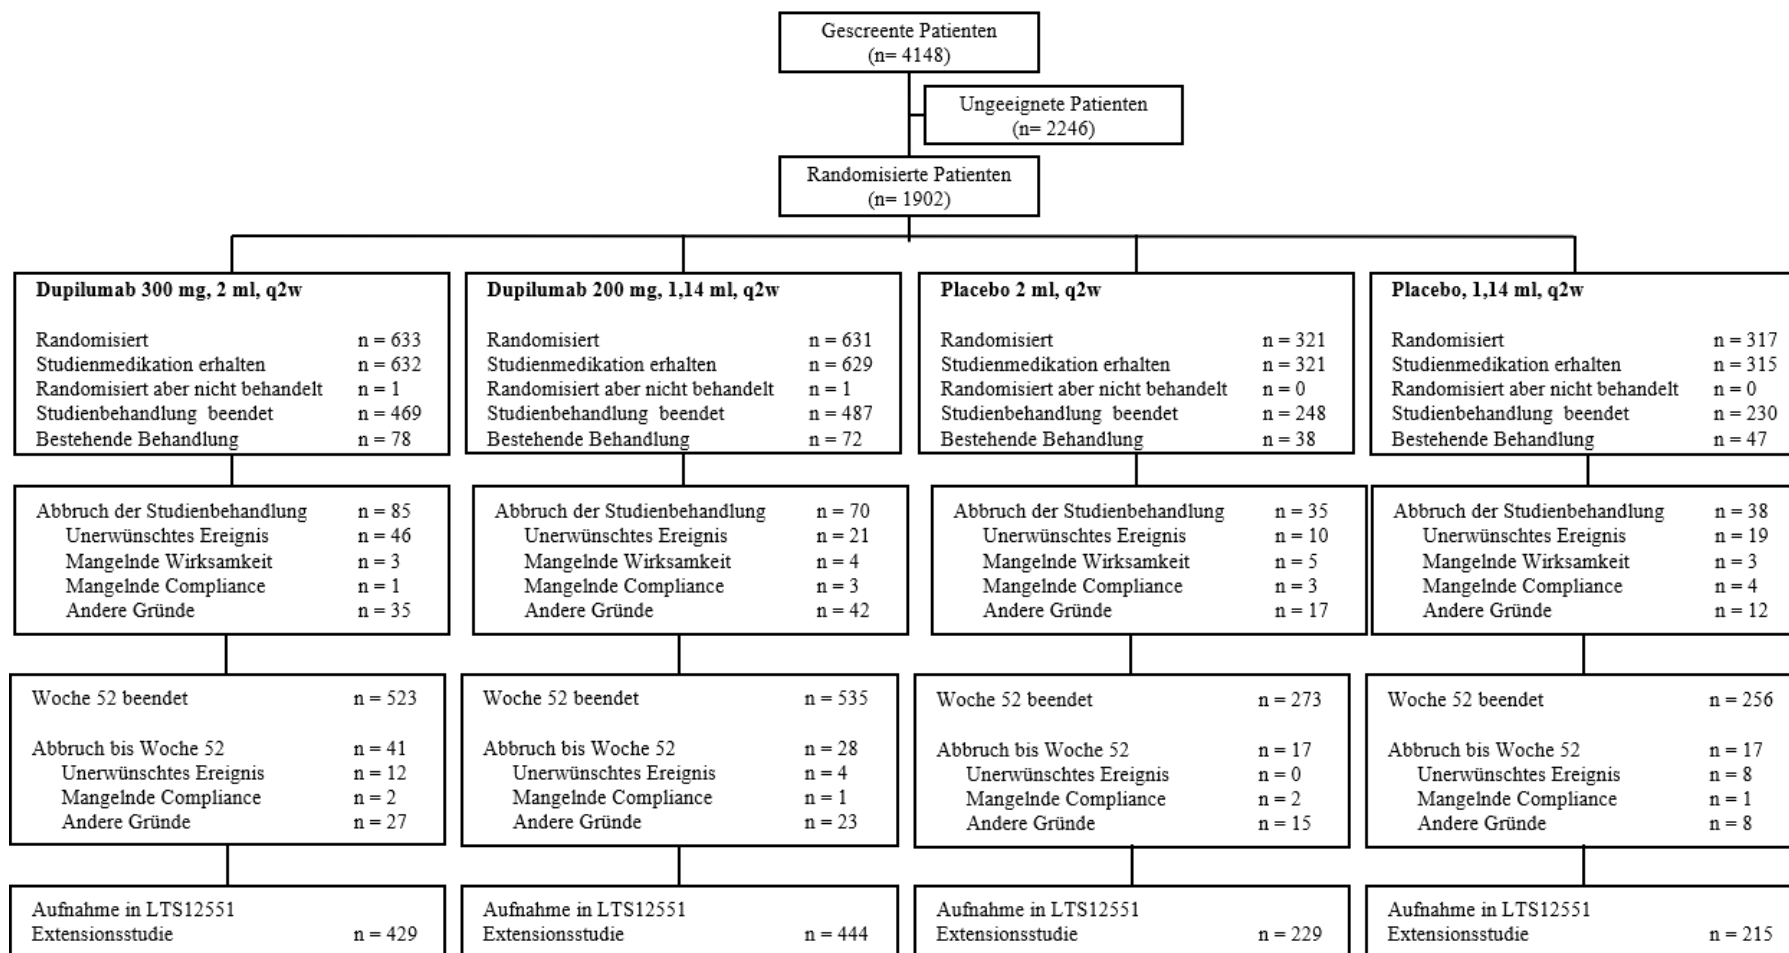 Gescreente Patienten
(n= 4148)
Ungeeignete Patienten
(n= 2246)
Randomisierte Patienten
(n= 1902)
Dupilumab 300 mg, 2 ml, q2w
Randomisiert n = 633
Studienmedikation erhalten n = 632
Randomisiert aber nicht behandelt n = 1
Studienbehandlung beendet n = 469
Bestehende Behandlung n = 78
Dupilumab 200 mg, 1,14 ml, q2w
Randomisiert n = 631
Studienmedikation erhalten n = 629
Randomisiert aber nicht behandelt n = 1
Studienbehandlung beendet n = 487
Bestehende Behandlung n = 72
Placebo 2 ml, q2w
Randomisiert n = 321
Studienmedikation erhalten n = 321
Randomisiert aber nicht behandelt n = 0
Studienbehandlung beendet n = 248
Bestehende Behandlung n = 38
Placebo, 1,14 ml, q2w
Randomisiert n = 317
Studienmedikation erhalten n = 315
Randomisiert aber nicht behandelt n = 0
Studienbehandlung beendet n = 230
Bestehende Behandlung n = 47
Abbruch der Studienbehandlung n = 85
Unerwünschtes Ereignis n = 46
Mangelnde Wirksamkeit n = 3
Mangelnde Compliance n = 1
Andere Gründe n = 35
Abbruch der Studienbehandlung n = 70
Unerwünschtes Ereignis n = 21
Mangelnde Wirksamkeit n = 4
Mangelnde Compliance n = 3
Andere Gründe n = 42
Abbruch der Studienbehandlung n = 35
Unerwünschtes Ereignis n = 10
Mangelnde Wirksamkeit n = 5
Mangelnde Compliance n = 3
Andere Gründe n = 17
Abbruch der Studienbehandlung n = 38
Unerwünschtes Ereignis n = 19
Mangelnde Wirksamkeit n = 3
Mangelnde Compliance n = 4
Andere Gründe n = 12
Woche 52 beendet n = 523
Abbruch bis Woche 52 n = 41
Unerwünschtes Ereignis n = 12
Mangelnde Compliance n = 2
Andere Gründe n = 27
Woche 52 beendet n = 535
Abbruch bis Woche 52 n = 28
Unerwünschtes Ereignis n = 4
Mangelnde Compliance n = 1
Andere Gründe n = 23
Woche 52 beendet n = 273
Abbruch bis Woche 52 n = 17
Unerwünschtes Ereignis n = 0
Mangelnde Compliance n = 2
Andere Gründe n = 15
Woche 52 beendet n = 256
Abbruch bis Woche 52 n = 17
Unerwünschtes Ereignis n = 8
Mangelnde Compliance n = 1
Andere Gründe n = 8
Aufnahme in LTS12551
Extensionsstudie n = 429
Aufnahme in LTS12551
Extensionsstudie n = 444
Aufnahme in LTS12551
Extensionsstudie n = 229
Aufnahme in LTS12551
Extensionsstudie n = 215